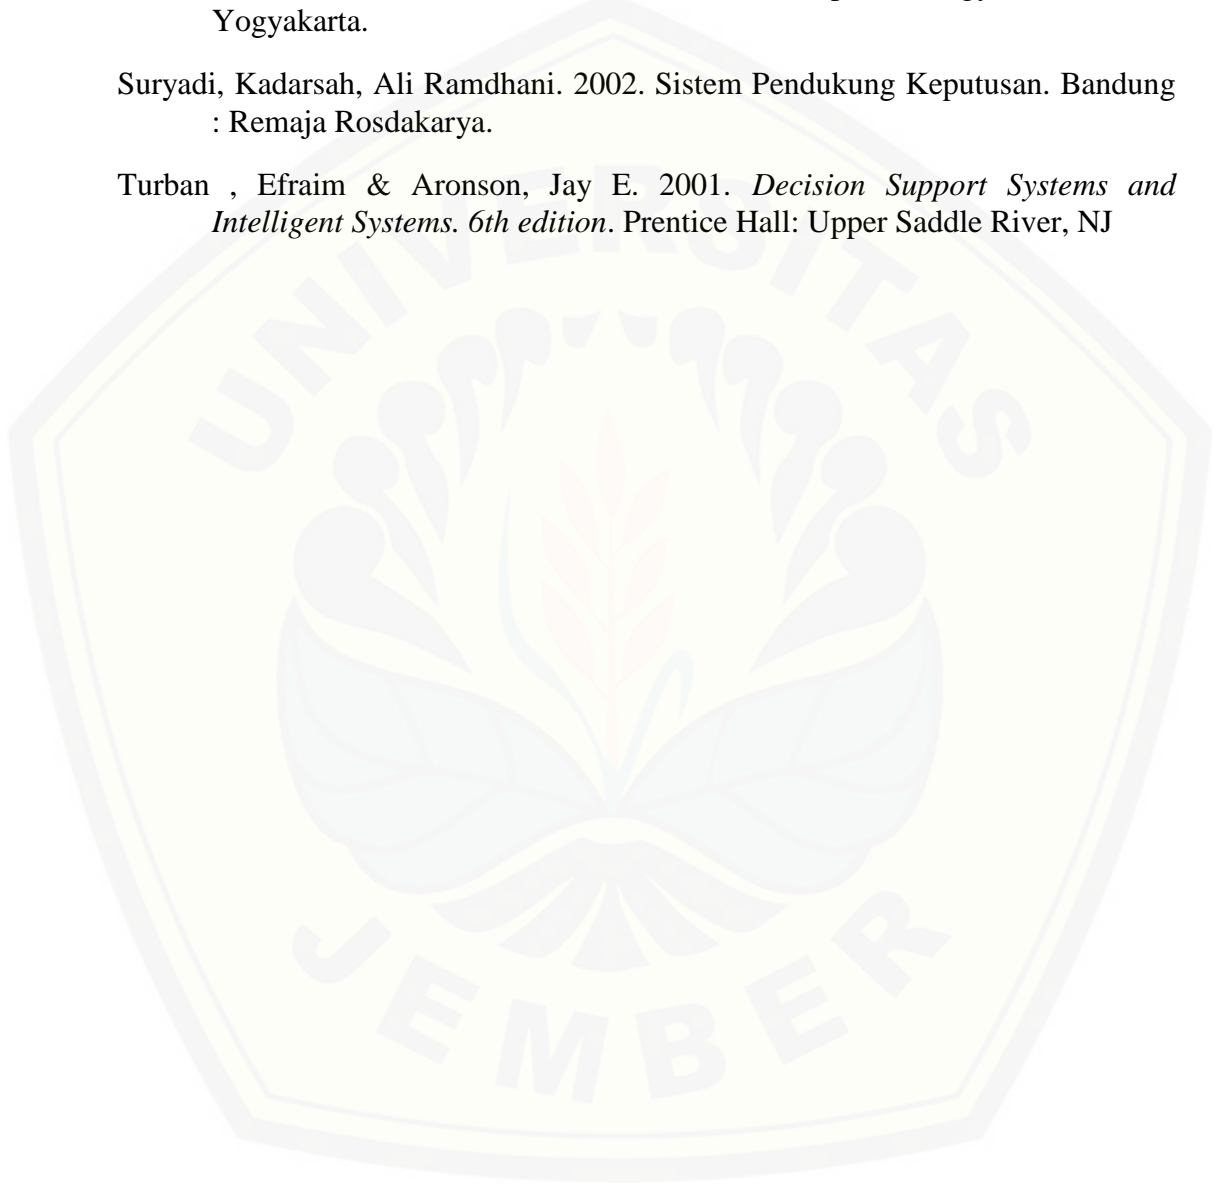 Yogyakarta.
Suryadi, Kadarsah, Ali Ramdhani. 2002. Sistem Pendukung Keputusan. Bandung
: Remaja Rosdakarya.
Turban , Efraim & Aronson, Jay E. 2001. Decision Support Systems and
Intelligent Systems. 6th edition. Prentice Hall: Upper Saddle River, NJ
UNIVERSITAS
JEMBER